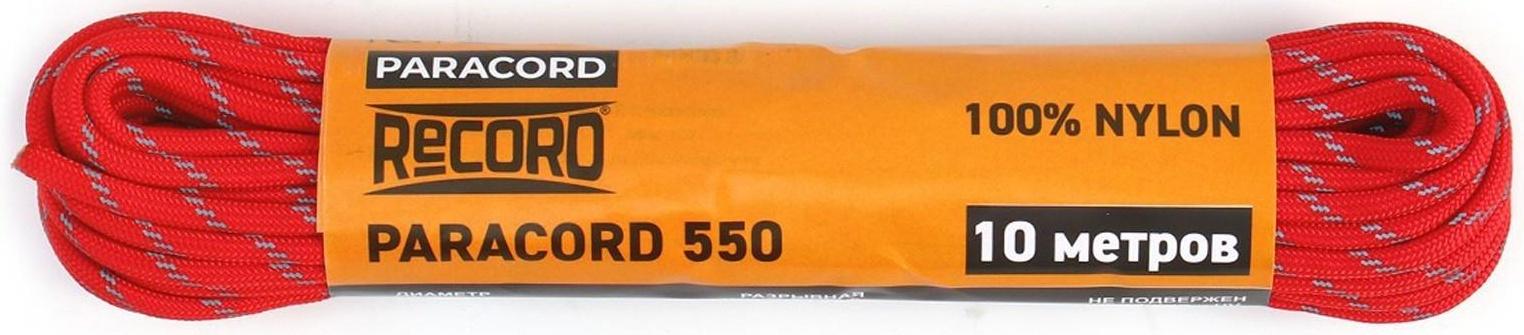 PARACORD
RECORD®
PARACORD 550
100% NYLON
10 метров
ДИАМЕТР
РАЗРЫВНАЯ
НЕ ПОДВЕРЖЕН